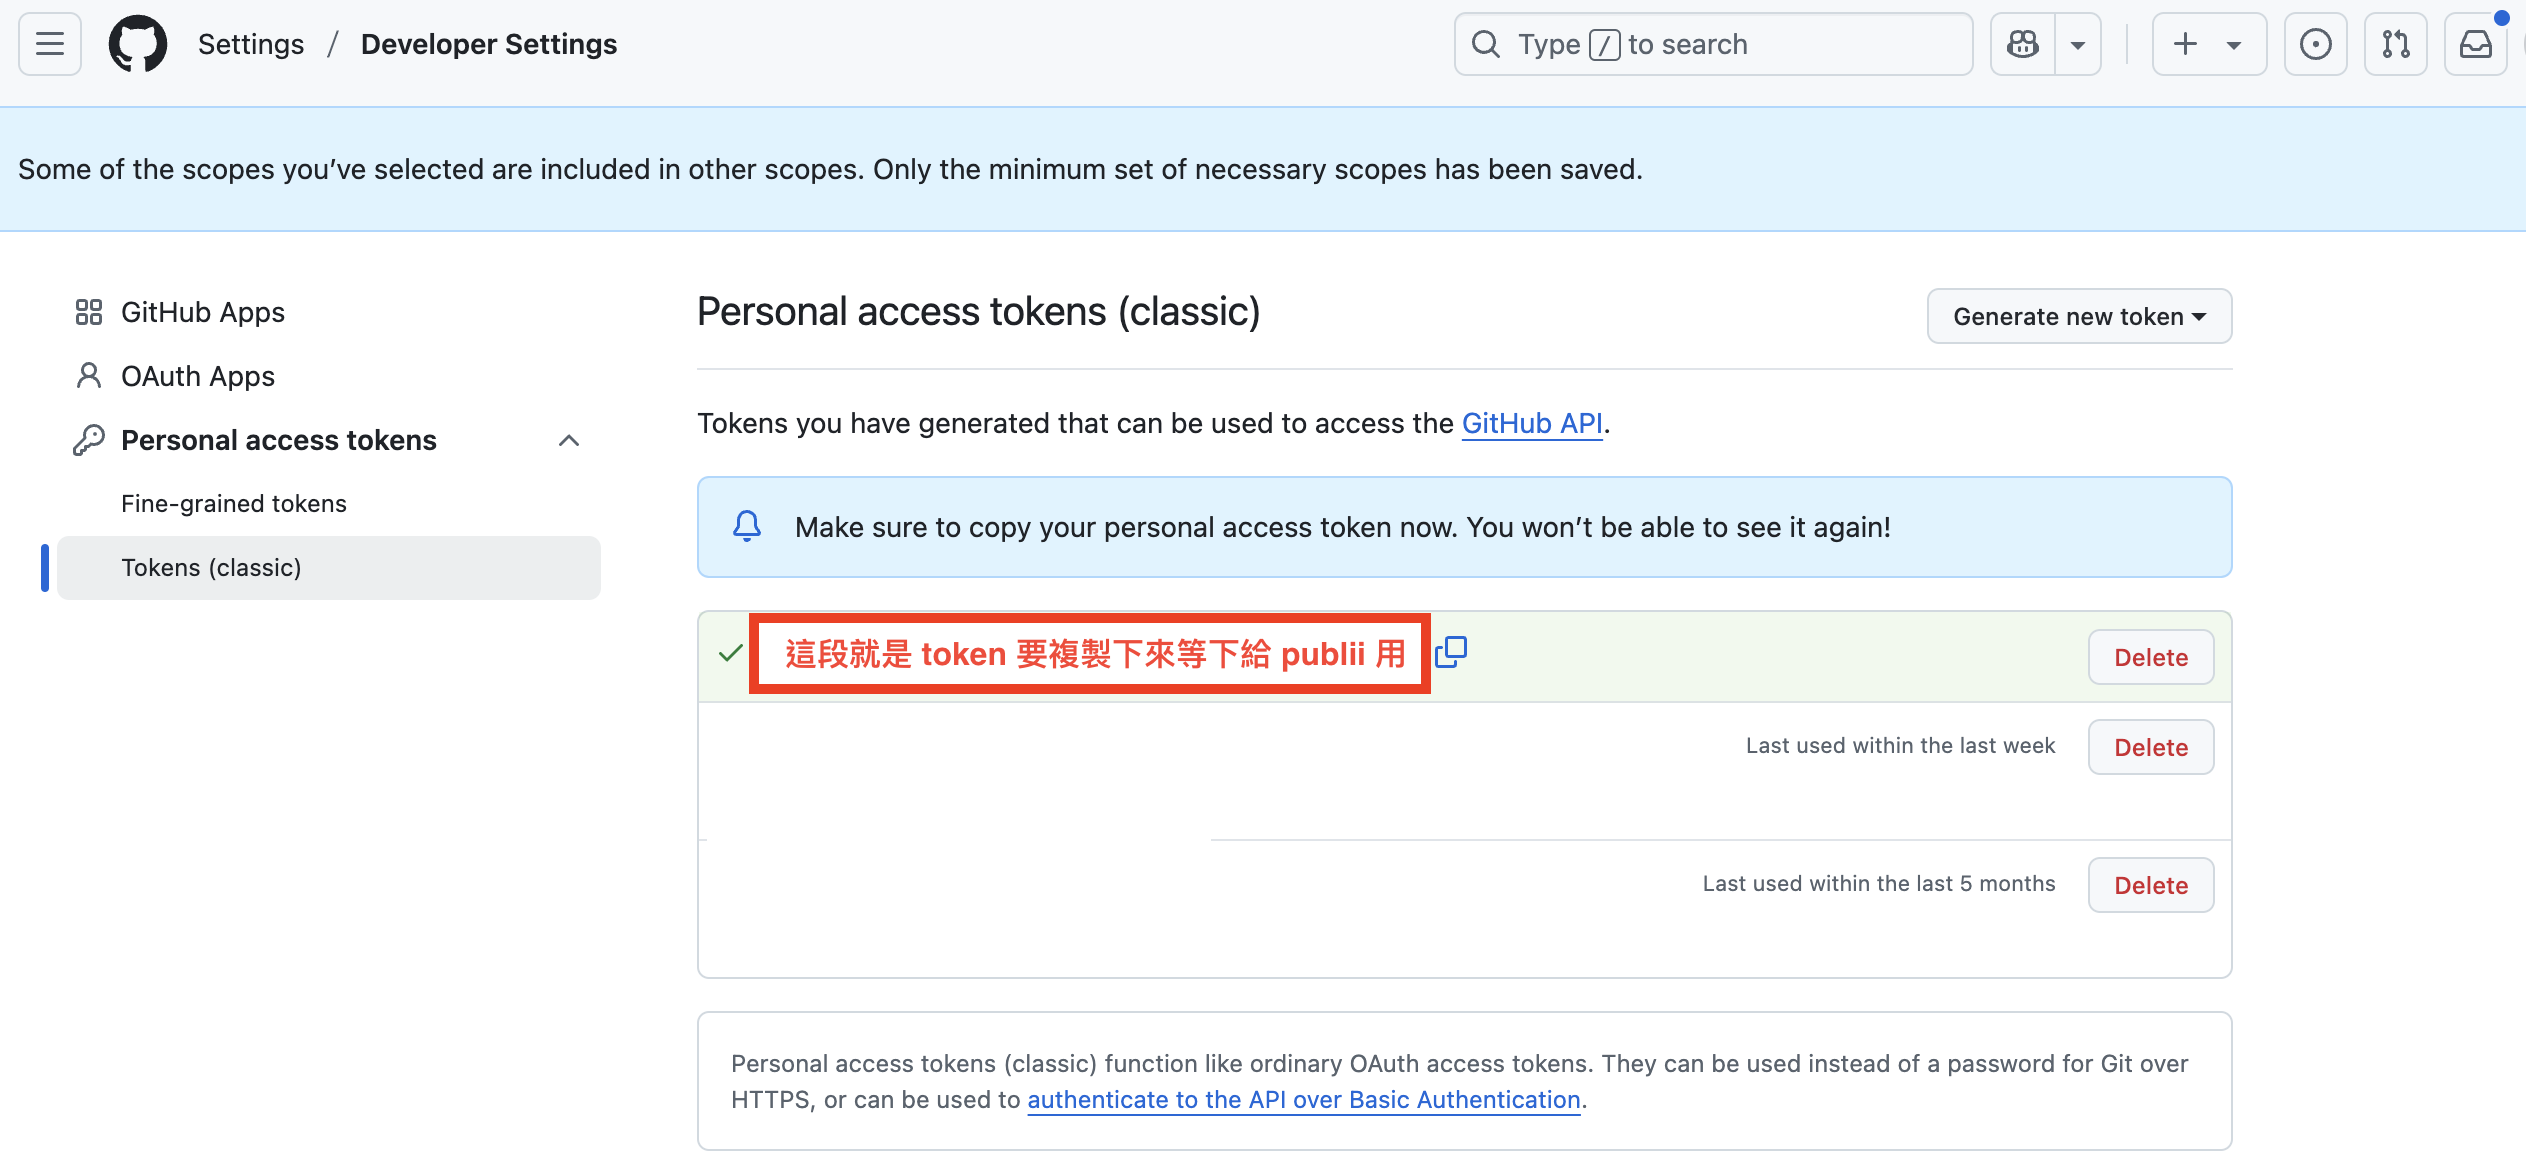 Settings / Developer Settings
Type / to search
Some of the scopes you’ve selected are included in other scopes. Only the minimum set of necessary scopes has been saved.
GitHub Apps
OAuth Apps
Personal access tokens
Fine-grained tokens
Tokens (classic)
Personal access tokens (classic)
Generate new token
Tokens you have generated that can be used to access the GitHub API.
Make sure to copy your personal access token now. You won’t be able to see it again!
這段就是 token 要複製下來等下給 publii 用
Delete
Last used within the last week
Delete
Last used within the last 5 months
Delete
Personal access tokens (classic) function like ordinary OAuth access tokens. They can be used instead of a password for Git over
HTTPS, or can be used to authenticate to the API over Basic Authentication.